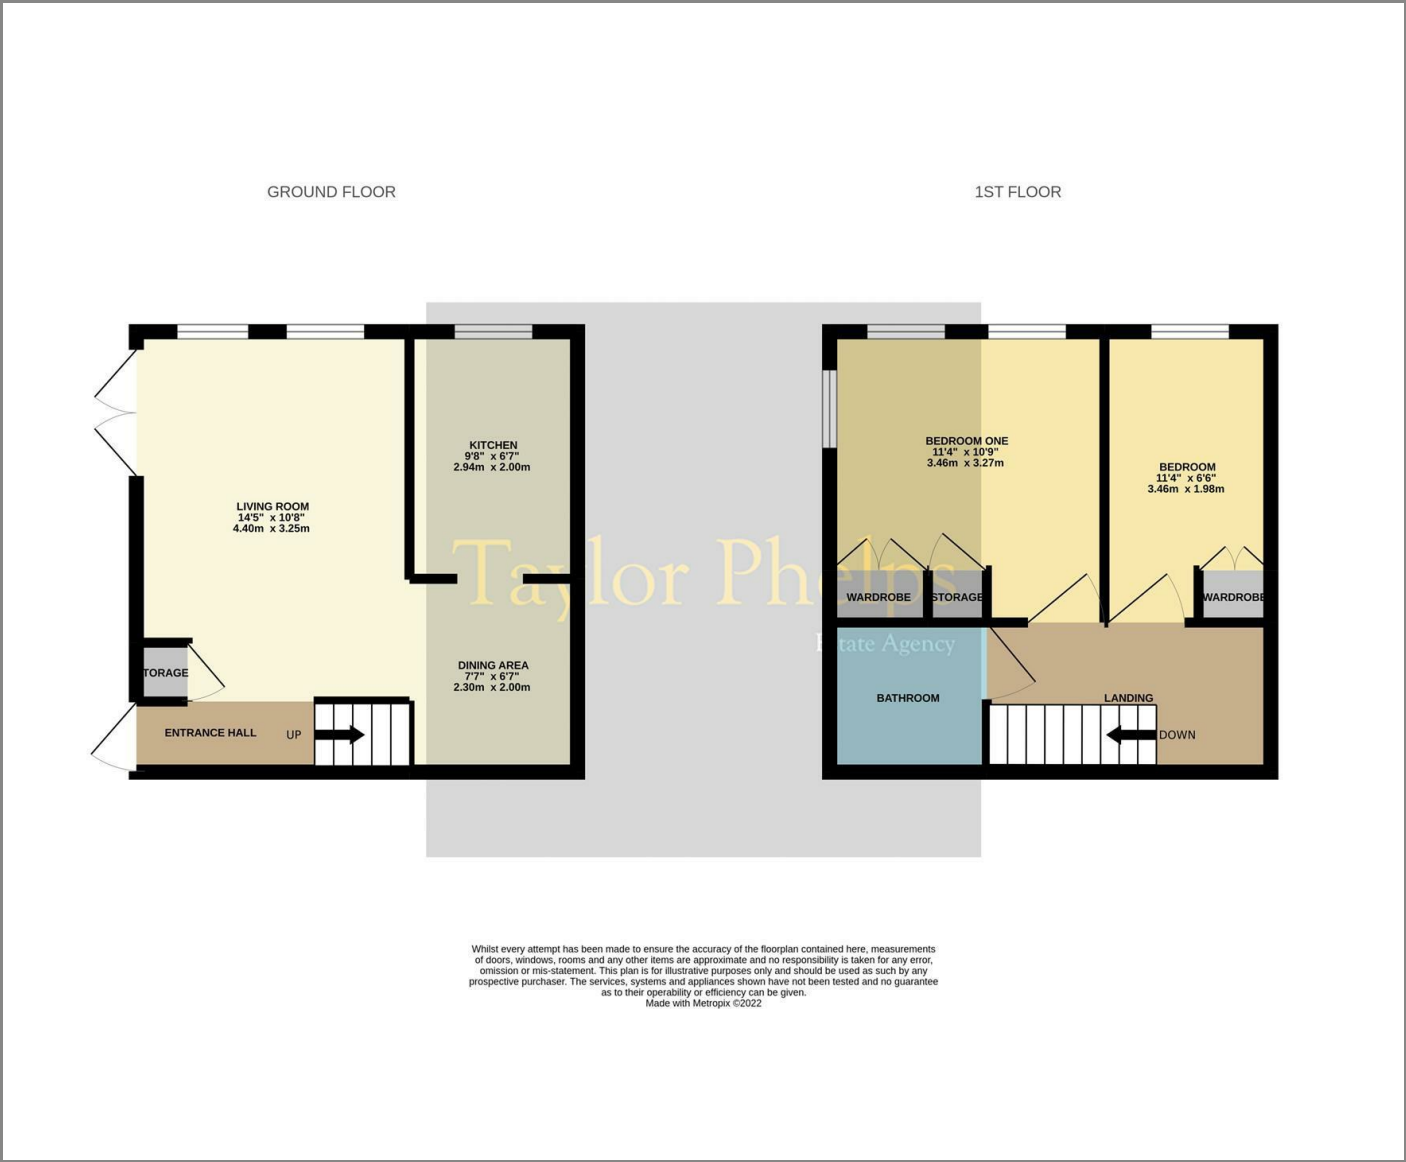 GROUND FLOOR
1ST FLOOR
KITCHEN
9'8" x 6'7"
2.94m x 2.00m
LIVING ROOM
14'5" x 10'8"
4.40m x 3.25m
DINING AREA
7'7" x 6'7"
2.30m x 2.00m
TORAGE
ENTRANCE HALL
UP
BEDROOM ONE
11'4" x 10'9"
3.46m x 3.27m
BEDROOM
11'4" x 6'6"
3.46m x 1.98m
WARDROBE
STORAGE
WARDROBE
BATHROOM
LANDING
DOWN
Taylor Phelps
Estate Agency
Whilst every attempt has been made to ensure the accuracy of the floorplan contained here, measurements
of doors, windows, rooms and any other items are approximate and no responsibility is taken for any error,
omission or mis-statement. This plan is for illustrative purposes only and should be used as such by any
prospective purchaser. The services, systems and appliances shown have not been tested and no guarantee
as to their operability or efficiency can be given.
Made with Metropix ©2022